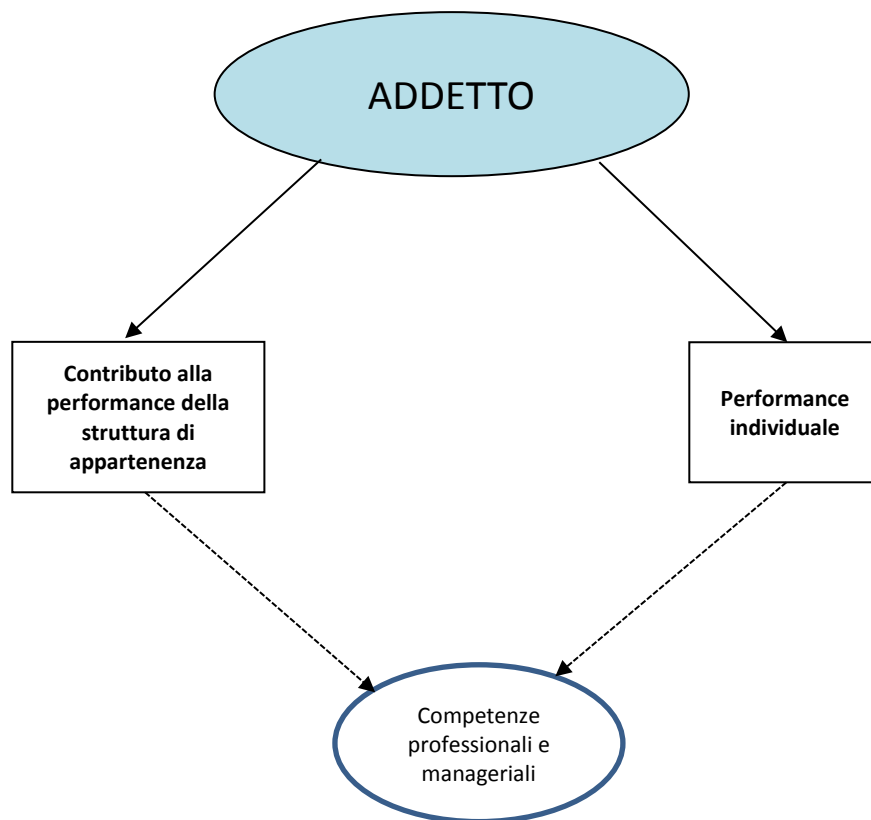 ADDETTO
Contributo alla
performance della
struttura di
appartenenza
Performance
individuale
Competenze
professionali e
manageriali